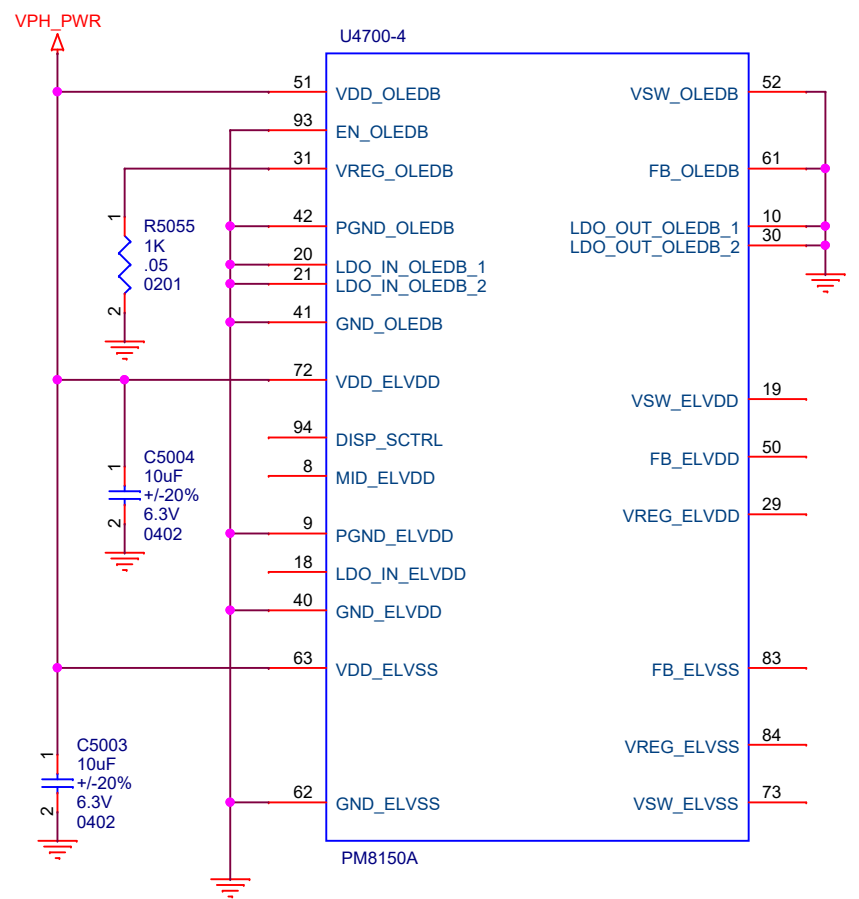 VPH_PWR
U4700-4
51 VDD_OLEDB
VSW_OLEDB 52
93 EN_OLEDB
31 VREG_OLEDB
FB_OLEDB 61
1
R5055
1K
.05
0201
2
42 PGND_OLEDB
LDO_OUT_OLEDB_1 10
LDO_OUT_OLEDB_2 30
20 LDO_IN_OLEDB_1
21 LDO_IN_OLEDB_2
41 GND_OLEDB
72 VDD_ELVDD
VSW_ELVDD 19
94 DISP_SCTRL
FB_ELVDD 50
8 MID_ELVDD
VREG_ELVDD 29
1
C5004
10uF
+/-20%
6.3V
0402
2
9 PGND_ELVDD
18 LDO_IN_ELVDD
40 GND_ELVDD
63 VDD_ELVSS
FB_ELVSS 83
VREG_ELVSS 84
1
C5003
10uF
+/-20%
6.3V
0402
2
62 GND_ELVSS
VSW_ELVSS 73
PM8150A